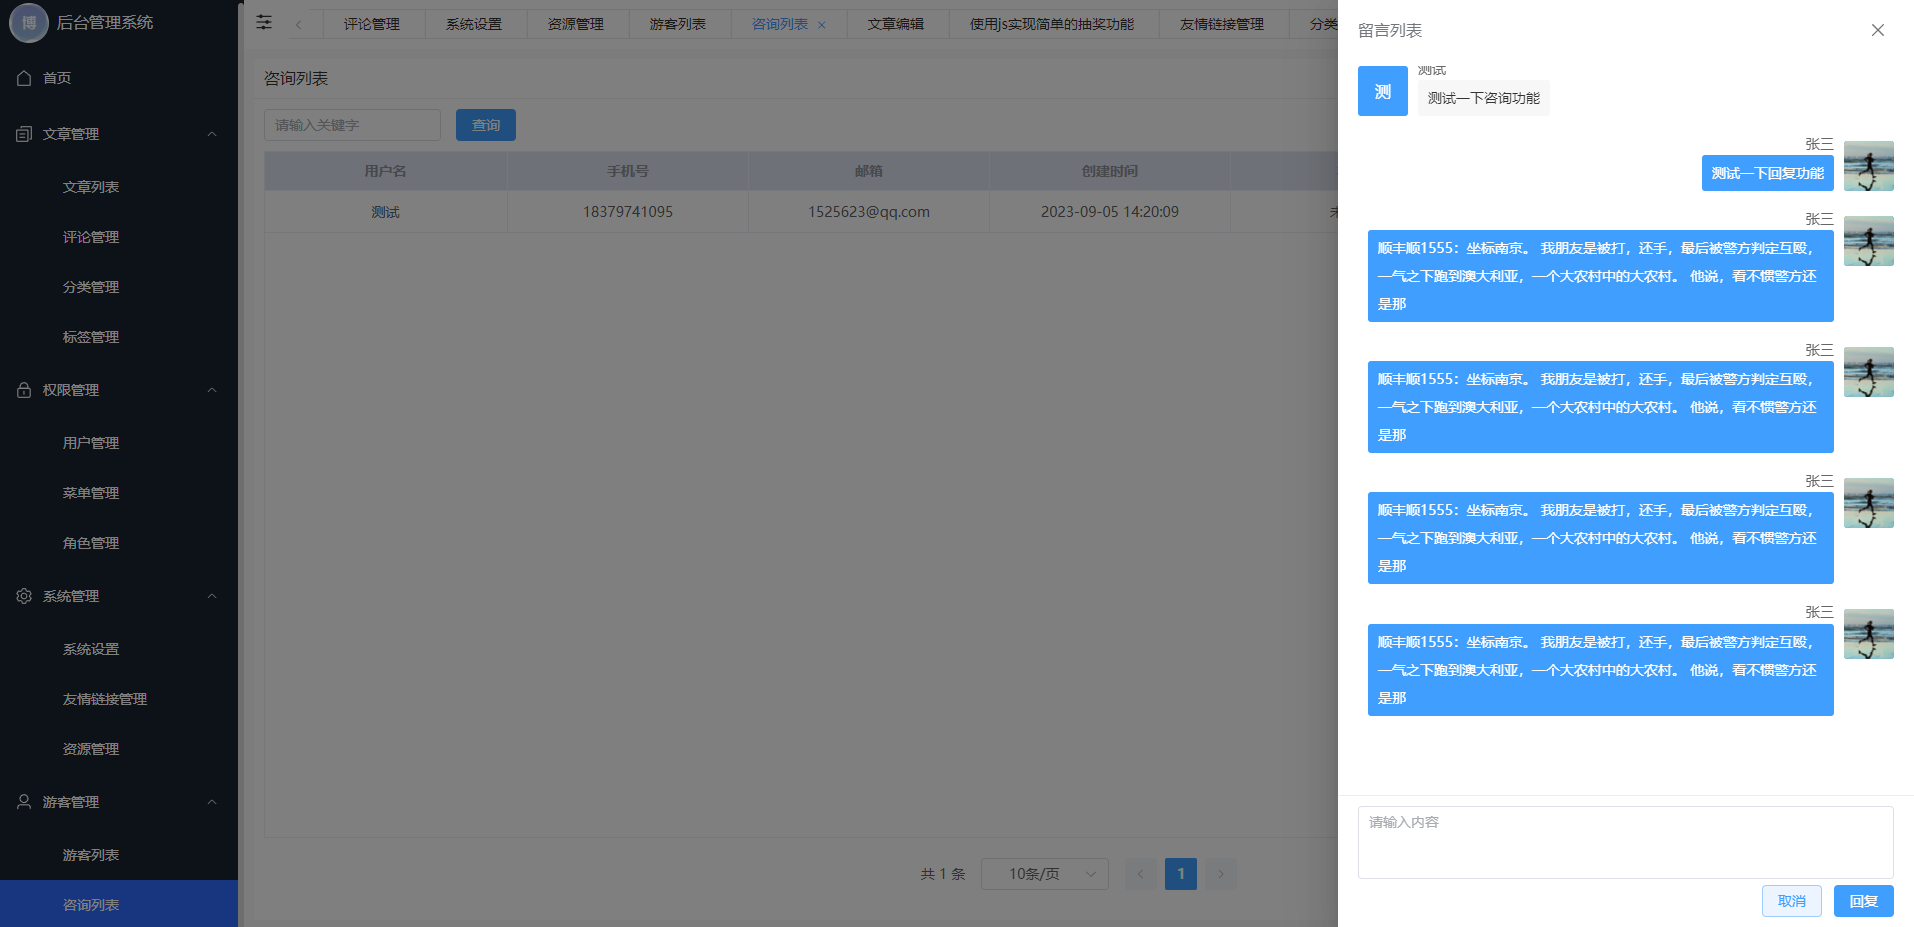 博
后台管理系统
首页
文章管理
文章列表
评论管理
分类管理
标签管理
权限管理
用户管理
菜单管理
角色管理
系统管理
系统设置
友情链接管理
资源管理
游客管理
游客列表
咨询列表
评论管理
系统设置
资源管理
游客列表
咨询列表
文章编辑
使用js实现简单的抽奖功能
友情链接管理
分类
咨询列表
请输入关键字
查询
用户名
手机号
邮箱
创建时间
测试
18379741095
1525623@qq.com
2023-09-05 14:20:09
共 1 条
10条/页
1
留言列表
测
测试
测试一下咨询功能
张三
测试一下回复功能
张三
顺丰顺1555：坐标南京。 我朋友是被打，还手，最后被警方判定互殴，
一气之下跑到澳大利亚，一个大农村中的大农村。 他说，看不惯警方还
是那
张三
顺丰顺1555：坐标南京。 我朋友是被打，还手，最后被警方判定互殴，
一气之下跑到澳大利亚，一个大农村中的大农村。 他说，看不惯警方还
是那
张三
顺丰顺1555：坐标南京。 我朋友是被打，还手，最后被警方判定互殴，
一气之下跑到澳大利亚，一个大农村中的大农村。 他说，看不惯警方还
是那
张三
顺丰顺1555：坐标南京。 我朋友是被打，还手，最后被警方判定互殴，
一气之下跑到澳大利亚，一个大农村中的大农村。 他说，看不惯警方还
是那
请输入内容
取消
回复